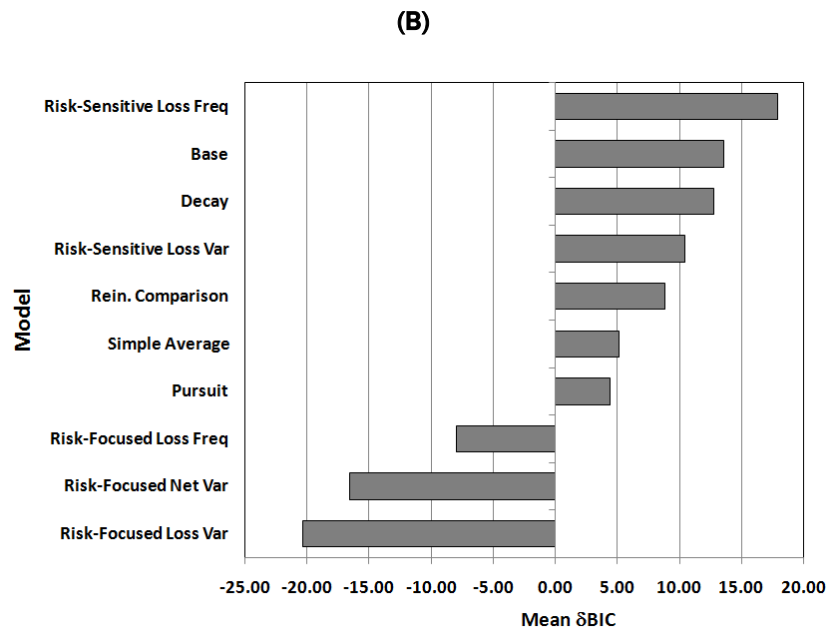 (B)
Risk-Sensitive Loss Freq
Base
Decay
Risk-Sensitive Loss Var
Rein. Comparison
Simple Average
Pursuit
Risk-Focused Loss Freq
Risk-Focused Net Var
Risk-Focused Loss Var
Model
-25.00 -20.00 -15.00 -10.00 -5.00 0.00 5.00 10.00 15.00 20.00
Mean δBIC